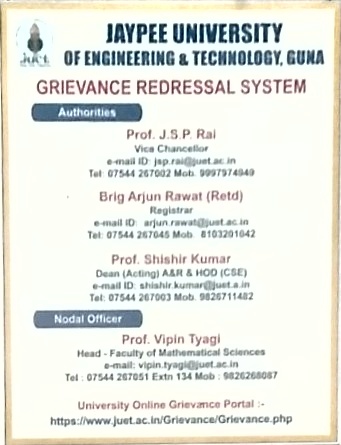 JAYPEE UNIVERSITY
OF ENGINEERING & TECHNOLOGY, GUNA
juet
GRIEVANCE REDRESSAL SYSTEM
Authorities
Prof. J.S.P. Rai
Vice Chancellor
e-mail ID: jsp.rai@juet.ac.in
Tel: 07544 267002 Mob. 9997974949
Brig Arjun Rawat (Retd)
Registrar
e-mail ID: arjun.rawat@juet.ac.in
Tel: 07544 267045 Mob. 8103201042
Prof. Shishir Kumar
Dean (Acting) A&R & HOD (CSE)
e-mail ID: shishir.kumar@juet.a.in
Tel: 07544 267003 Mob. 9826711482
Nodal Officer
Prof. Vipin Tyagi
Head - Faculty of Mathematical Sciences
e-mail: vipin.tyagi@juet.ac.in
Tel : 07544 267051 Extn 134 Mob : 9826268087
University Online Grievance Portal :-
https://www.juet.ac.in/Grievance/Grievance.php